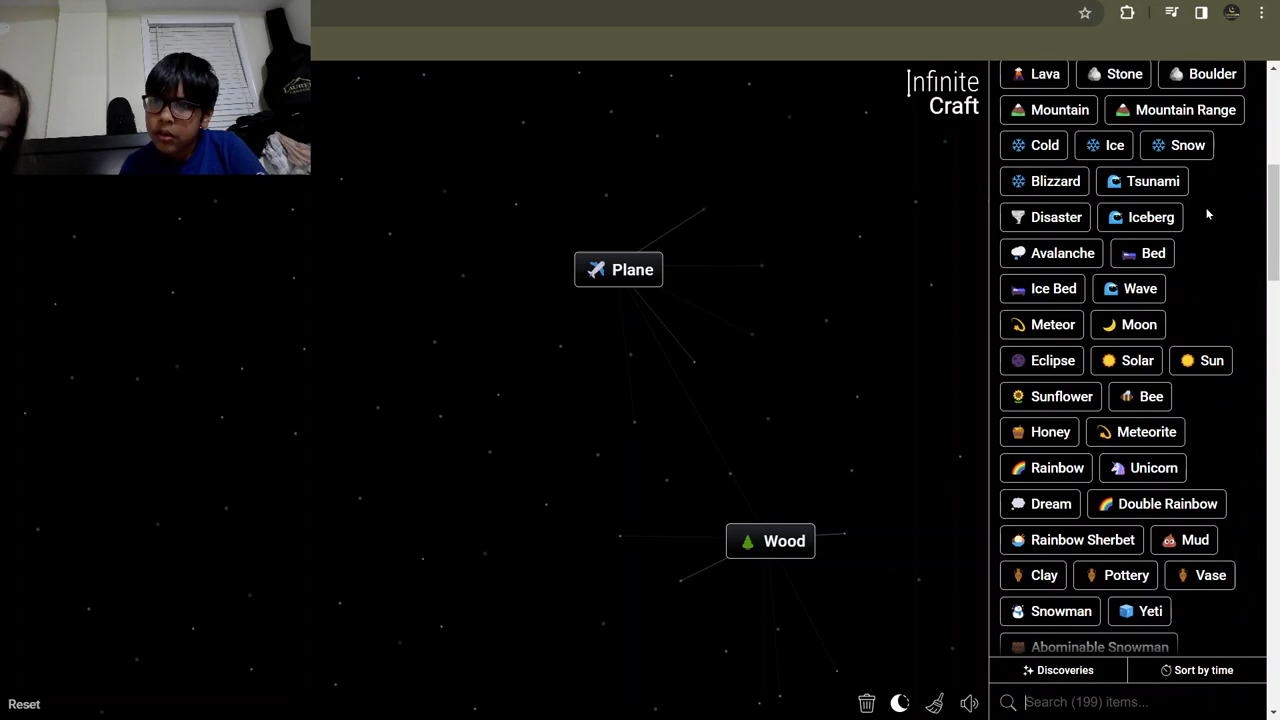 Infinite
Craft
Plane
Wood
Lava Stone Boulder
Mountain Mountain Range
Cold Ice Snow
Blizzard Tsunami
Disaster Iceberg
Avalanche Bed
Ice Bed Wave
Meteor Moon
Eclipse Solar Sun
Sunflower Bee
Honey Meteorite
Rainbow Unicorn
Dream Double Rainbow
Rainbow Sherbet Mud
Clay Pottery Vase
Snowman Yeti
Abominable Snowman
Discoveries Sort by time
Search (199) items...
Reset